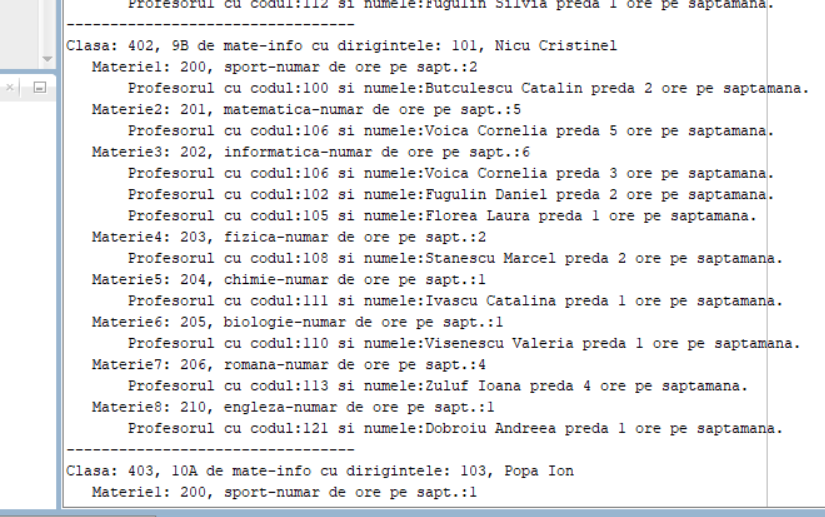 Profesorul cu codul:112 si numele:Fugulin Silvia preda 1 ore pe saptamana.
---------------------------------
Clasa: 402, 9B de mate-info cu dirigintele: 101, Nicu Cristinel
Materie1: 200, sport-numar de ore pe sapt.:2
Profesorul cu codul:100 si numele:Butculescu Catalin preda 2 ore pe saptamana.
Materie2: 201, matematica-numar de ore pe sapt.:5
Profesorul cu codul:106 si numele:Voica Cornelia preda 5 ore pe saptamana.
Materie3: 202, informatica-numar de ore pe sapt.:6
Profesorul cu codul:106 si numele:Voica Cornelia preda 3 ore pe saptamana.
Profesorul cu codul:102 si numele:Fugulin Daniel preda 2 ore pe saptamana.
Profesorul cu codul:105 si numele:Florea Laura preda 1 ore pe saptamana.
Materie4: 203, fizica-numar de ore pe sapt.:2
Profesorul cu codul:108 si numele:Stanescu Marcel preda 2 ore pe saptamana.
Materie5: 204, chimie-numar de ore pe sapt.:1
Profesorul cu codul:111 si numele:Ivascu Catalina preda 1 ore pe saptamana.
Materie6: 205, biologie-numar de ore pe sapt.:1
Profesorul cu codul:110 si numele:Visenescu Valeria preda 1 ore pe saptamana.
Materie7: 206, romana-numar de ore pe sapt.:4
Profesorul cu codul:113 si numele:Zuluf Ioana preda 4 ore pe saptamana.
Materie8: 210, engleza-numar de ore pe sapt.:1
Profesorul cu codul:121 si numele:Dobroiu Andreea preda 1 ore pe saptamana.
---------------------------------
Clasa: 403, 10A de mate-info cu dirigintele: 103, Popa Ion
Materie1: 200, sport-numar de ore pe sapt.:1